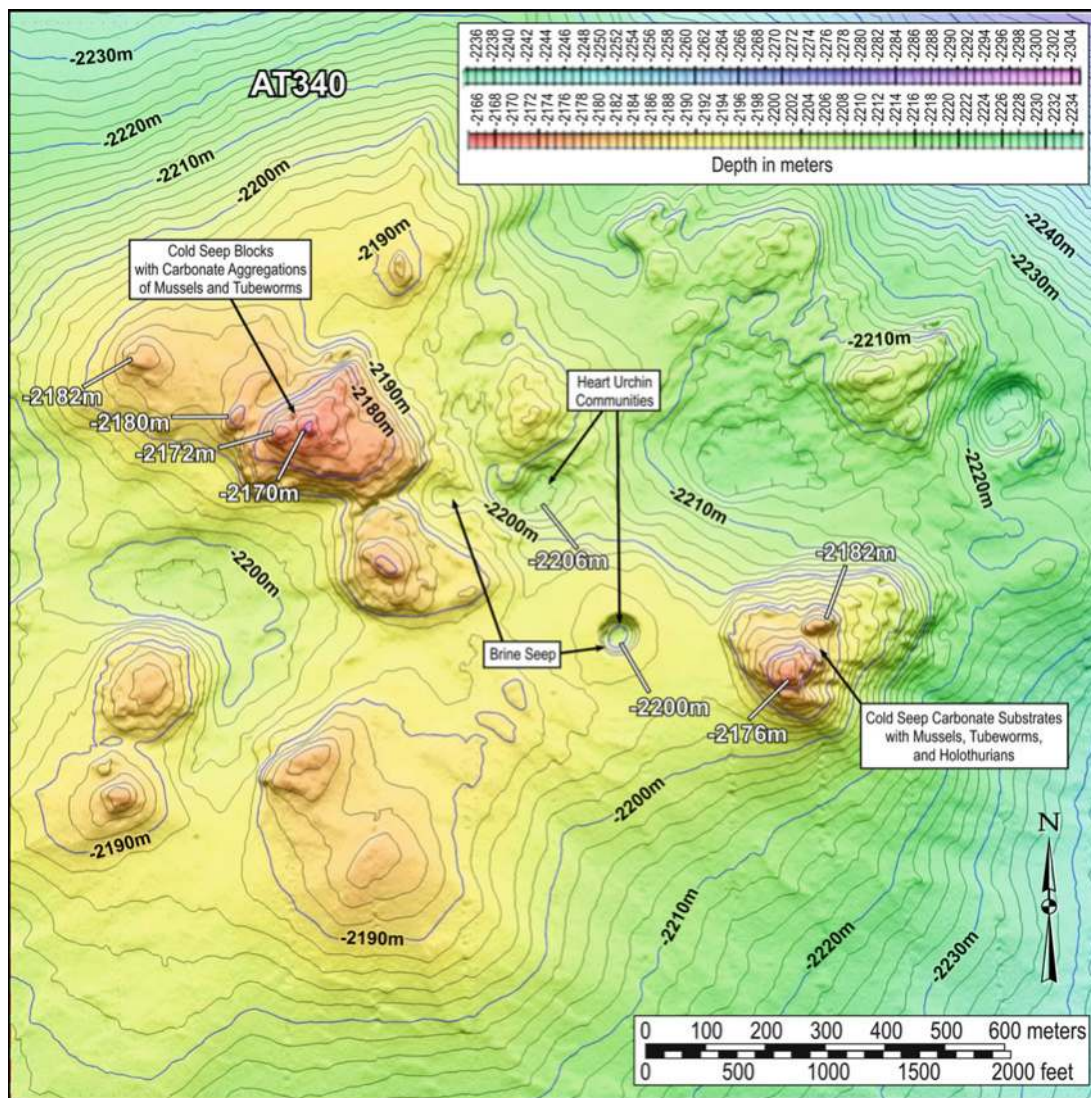 -2236 -2238 -2240 -2242 -2244 -2246 -2248 -2250 -2252 -2254 -2256 -2258 -2260 -2262 -2264 -2266 -2268 -2270 -2272 -2274 -2276 -2278 -2280 -2282 -2284 -2286 -2288 -2290 -2292 -2294 -2296 -2298 -2300 -2302 -2304
-2166 -2168 -2170 -2172 -2174 -2176 -2178 -2180 -2182 -2184 -2186 -2188 -2190 -2192 -2194 -2196 -2198 -2200 -2202 -2204 -2206 -2208 -2210 -2212 -2214 -2216 -2218 -2220 -2222 -2224 -2226 -2228 -2230 -2232 -2234
Depth in meters
-2230m
AT340
-2220m
-2210m
-2200m
-2190m
-2240m
-2230m
Cold Seep Blocks
with Carbonate Aggregations
of Mussels and Tubeworms
-2210m
-2182m
-2190m
-2180m
Heart Urchin
Communities
-2180m
-2172m
-2170m
-2220m
-2210m
-2200m
-2206m
-2200m
-2182m
Brine Seep
-2200m
-2176m
Cold Seep Carbonate Substrates
with Mussels, Tubeworms,
and Holothurians
-2200m
-2190m
N
-2190m
-2210m
-2220m
-2230m
0 100 200 300 400 500 600 meters
0 500 1000 1500 2000 feet